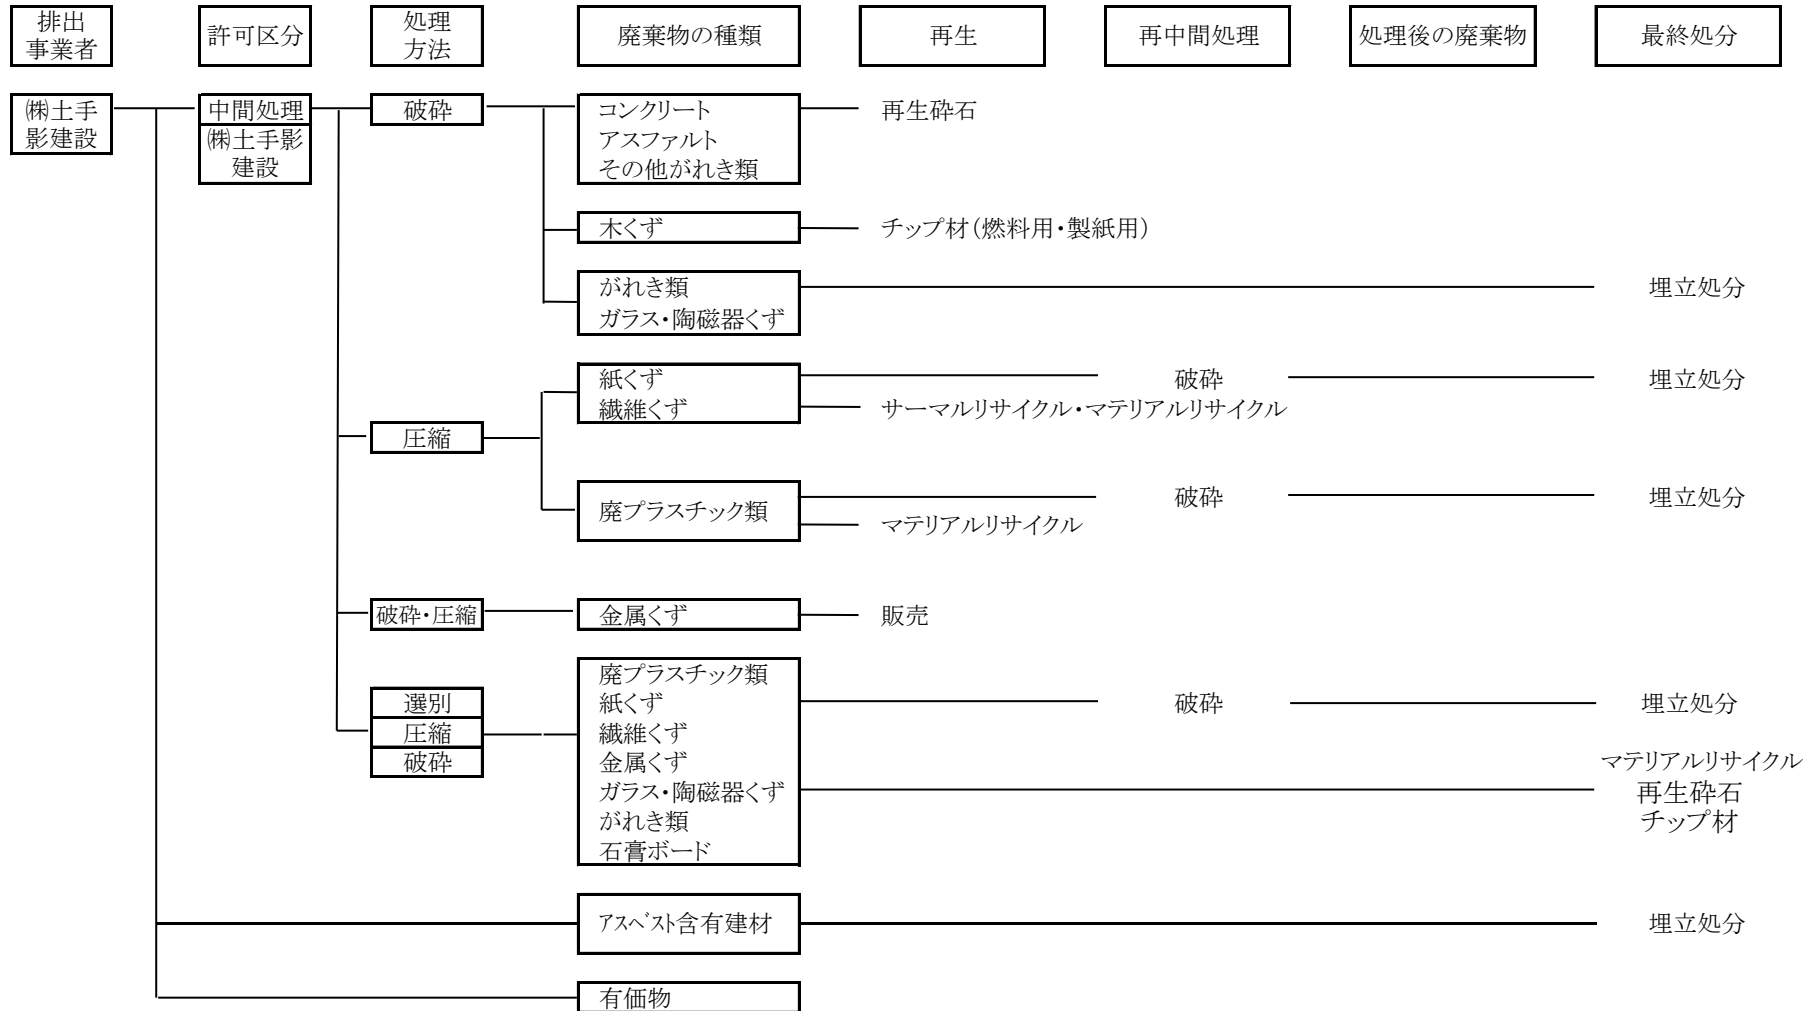 排出
事業者
許可区分
処理
方法
廃棄物の種類
再生
再中間処理
処理後の廃棄物
最終処分
㈱土手
影建設
中間処理
㈱土手影
建設
破砕
コンクリート
アスファルト
その他がれき類
再生砕石
木くず
チップ材(燃料用・製紙用)
がれき類
ガラス・陶磁器くず
埋立処分
圧縮
紙くず
繊維くず
破砕
埋立処分
サーマルリサイクル・マテリアルリサイクル
廃プラスチック類
破砕
埋立処分
マテリアルリサイクル
破砕・圧縮
金属くず
販売
選別
圧縮
破砕
廃プラスチック類
紙くず
繊維くず
金属くず
ガラス・陶磁器くず
がれき類
石膏ボード
破砕
埋立処分
マテリアルリサイクル
再生砕石
チップ材
アスベスト含有建材
埋立処分
有価物